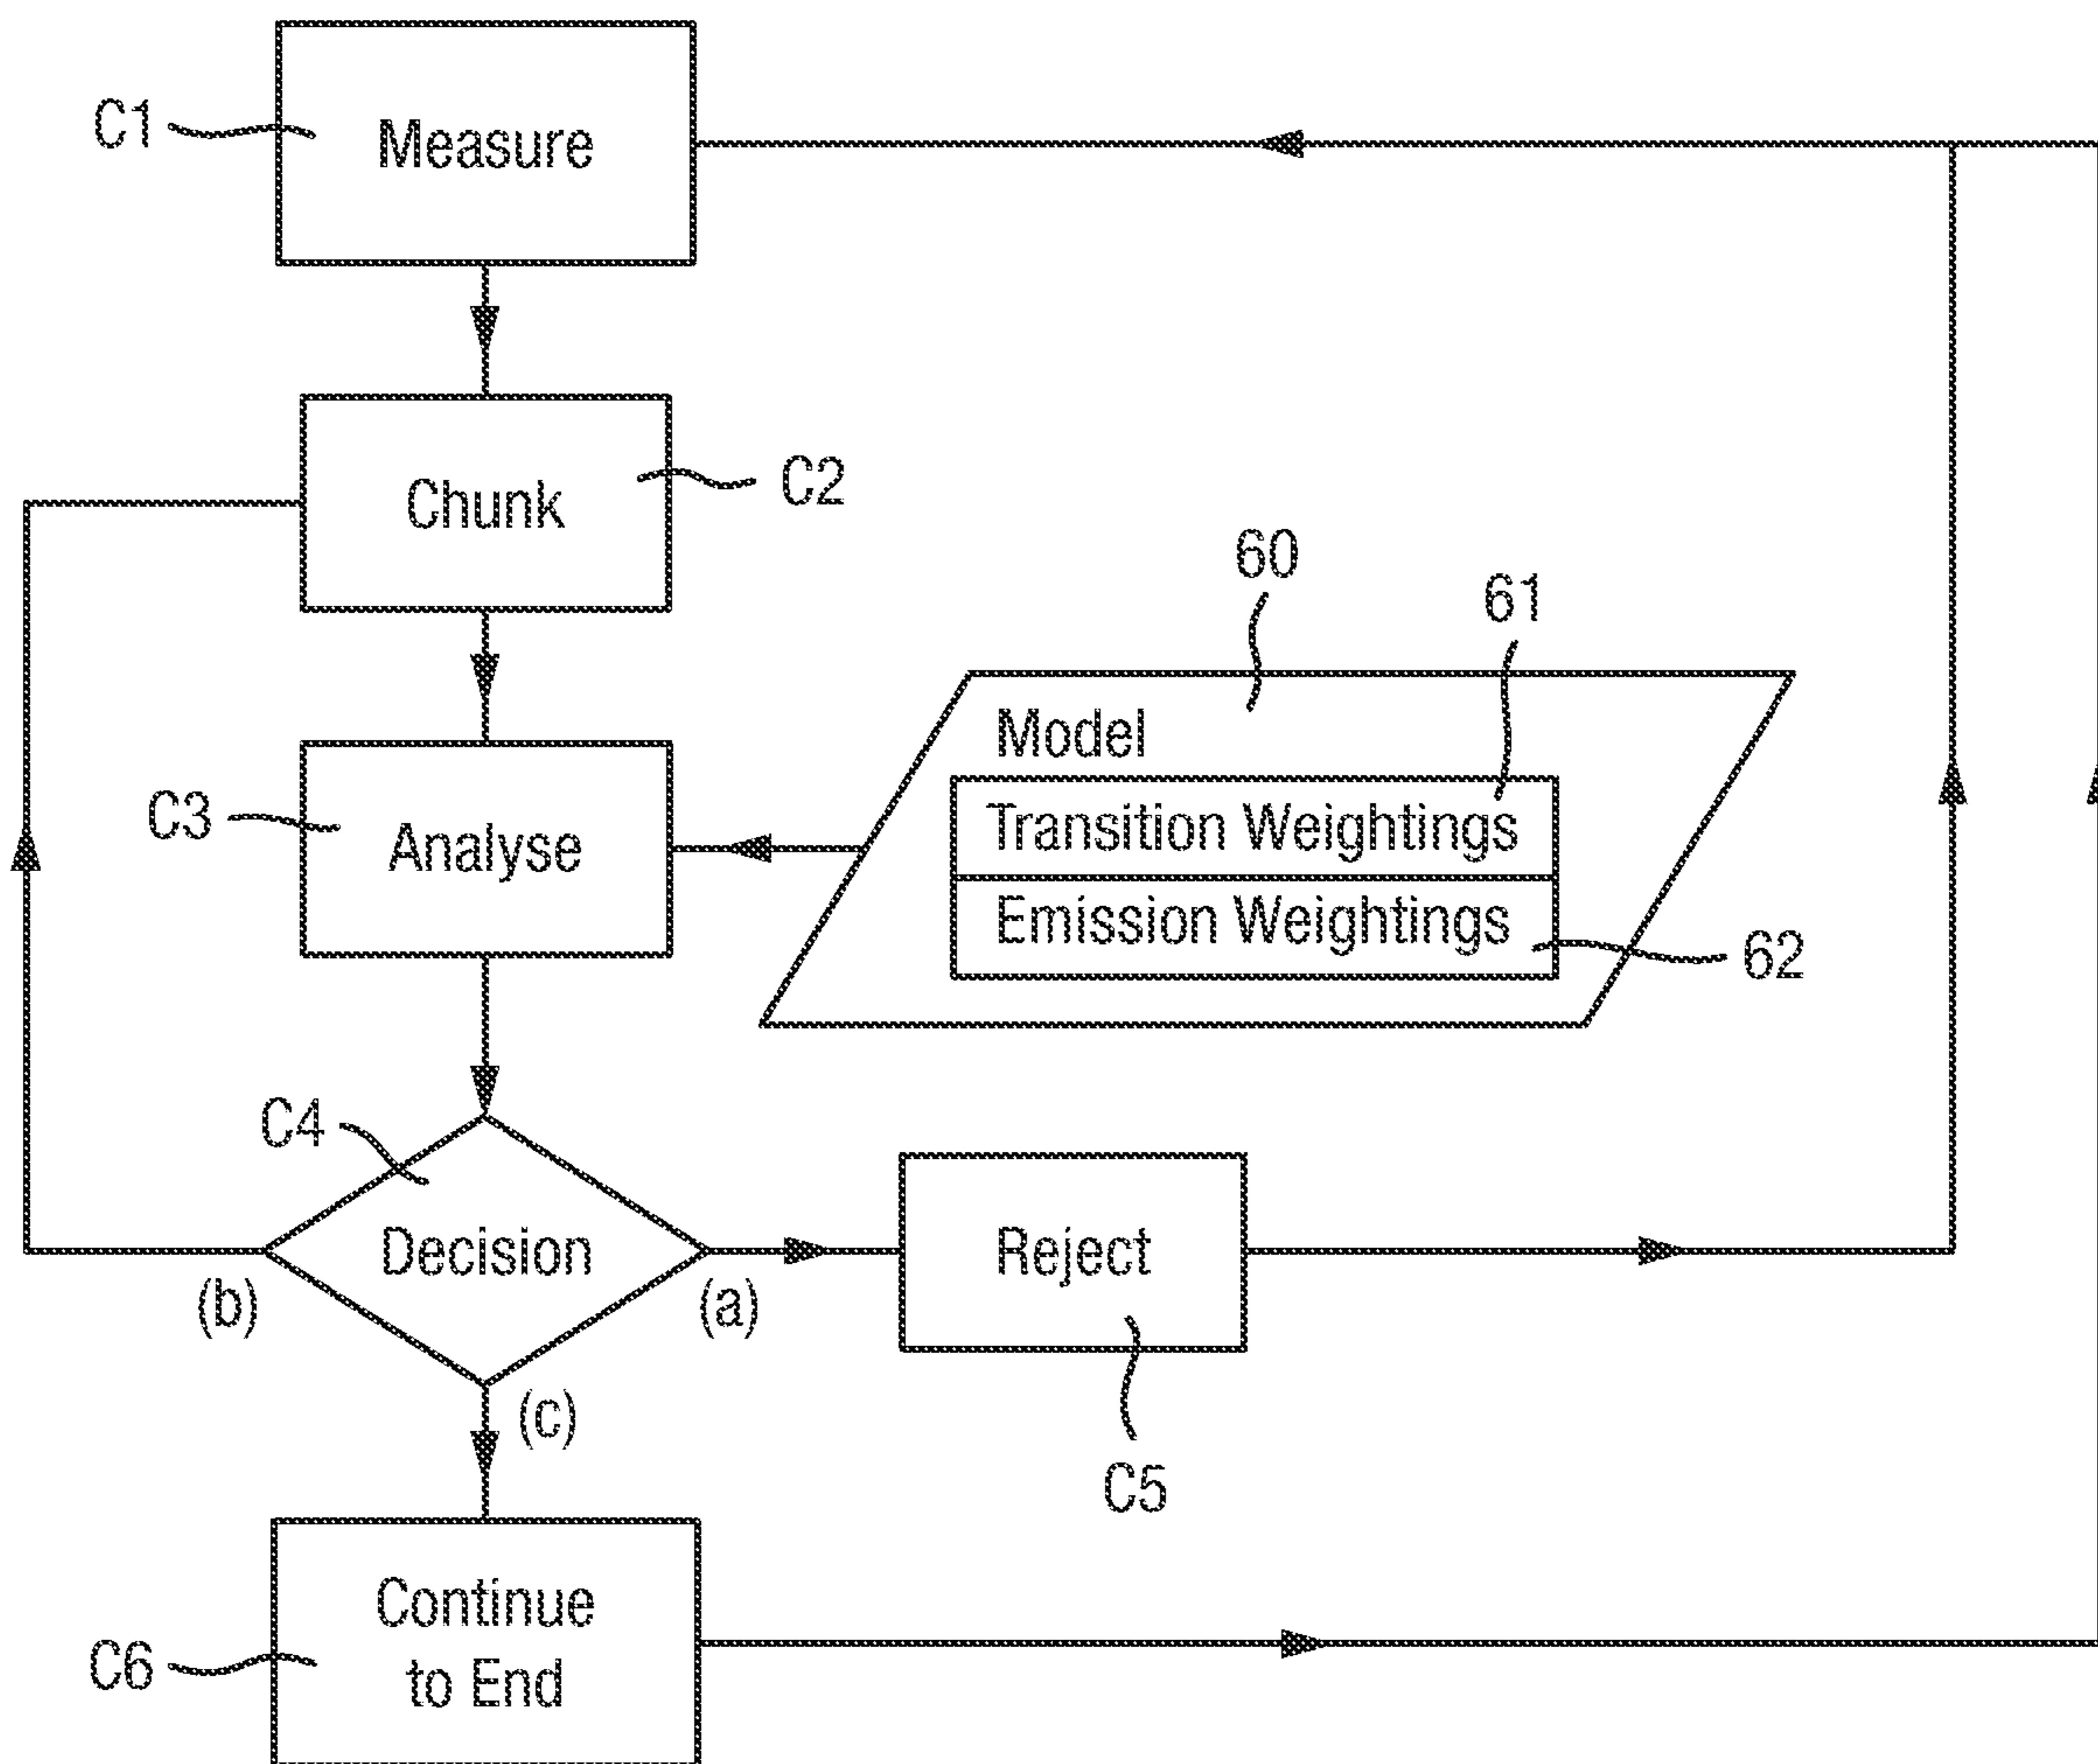 C1
Measure
Chunk
C2
60
61
Model
Transition Weightings
C3
Analyse
Emission Weightings
62
C4
Decision
Reject
(b)
(a)
(c)
C5
Continue
to End
C6